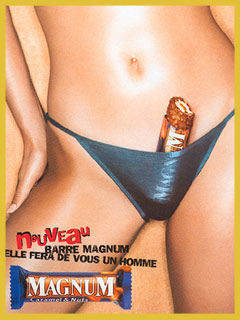 NOUVEAU
BARRE MAGNUM
ELLE FERA DE VOUS UN HOMME
MAGNUM
Caramel & Nuts